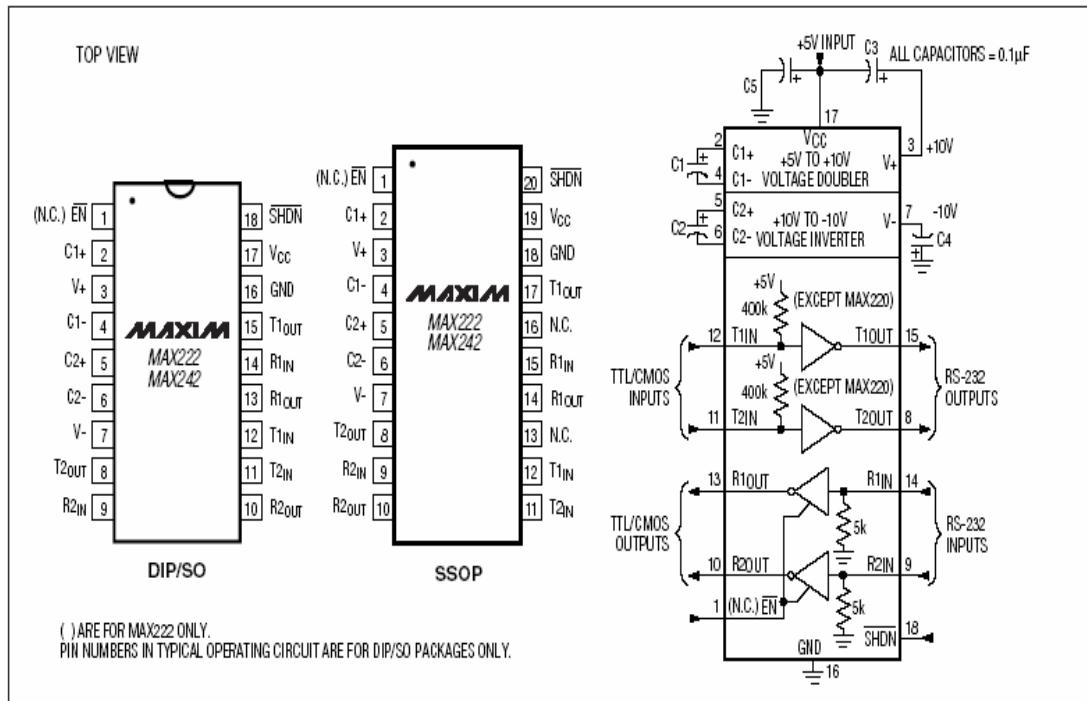 TOP VIEW
(N.C.) EN 1
C1+ 2
V+ 3
C1- 4
C2+ 5
C2- 6
V- 7
T2OUT 8
R2IN 9
18 SHDN
17 VCC
16 GND
15 T1OUT
14 R1IN
13 R1OUT
12 T1IN
11 T2IN
10 R2OUT
MAXIM
MAX222
MAX242
DIP/SO
(N.C.) EN 1
C1+ 2
V+ 3
C1- 4
C2+ 5
C2- 6
V- 7
T2OUT 8
R2IN 9
R2OUT 10
20 SHDN
19 VCC
18 GND
17 T1OUT
16 N.C.
15 R1IN
14 R1OUT
13 N.C.
12 T1IN
11 T2IN
MAXIM
MAX222
MAX242
SSOP
( ) ARE FOR MAX222 ONLY.
PIN NUMBERS IN TYPICAL OPERATING CIRCUIT ARE FOR DIP/SO PACKAGES ONLY.
+5V INPUT C3 ALL CAPACITORS = 0.1µF
C5
17
VCC
2 C1+ +5V TO +10V V+ 3 +10V
C1 4 C1- VOLTAGE DOUBLER
5 C2+ +10V TO -10V V- 7 -10V
C2 6 C2- VOLTAGE INVERTER C4
+5V
400k (EXCEPT MAX220)
12 T1IN T1OUT 15
+5V
TTL/CMOS INPUTS 400k (EXCEPT MAX220) RS-232 OUTPUTS
11 T2IN T2OUT 8
13 R1OUT R1IN 14
5k
TTL/CMOS OUTPUTS RS-232 INPUTS
10 R2OUT R2IN 9
5k
1 (N.C.) EN
SHDN 18
GND
16